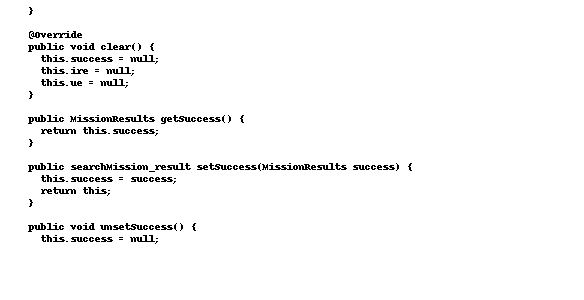 }

@Override
public void clear() {
  this.success = null;
  this.ire = null;
  this.ue = null;
}

public MissionResults getSuccess() {
  return this.success;
}

public searchMission_result setSuccess(MissionResults success) {
  this.success = success;
  return this;
}

public void unsetSuccess() {
  this.success = null;